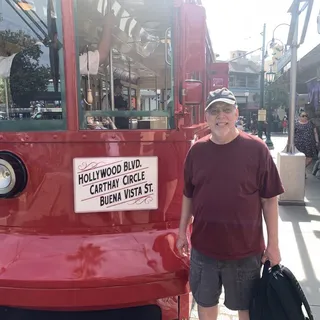 HOLLYWOOD BLVD.
CARTHAY CIRCLE
BUENA VISTA ST.